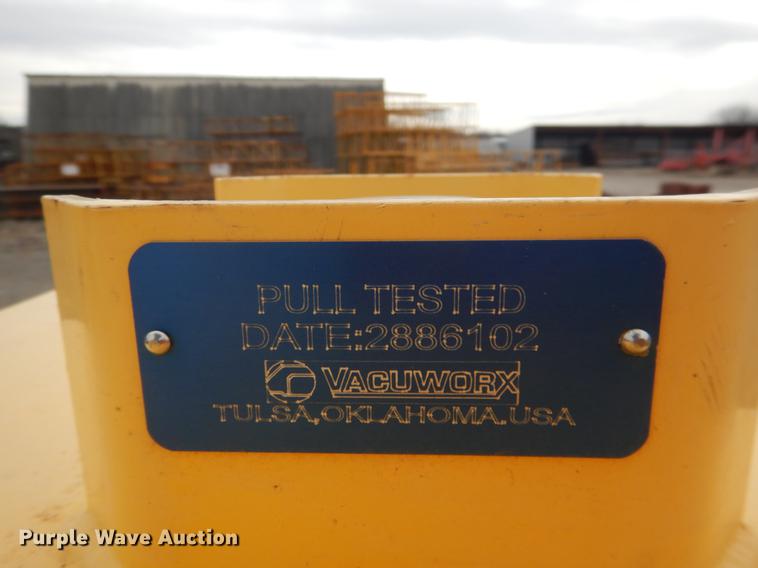 PULL TESTED
DATE:2886102
VACUWORX
TULSA,OKLAHOMA.USA
Purple Wave Auction